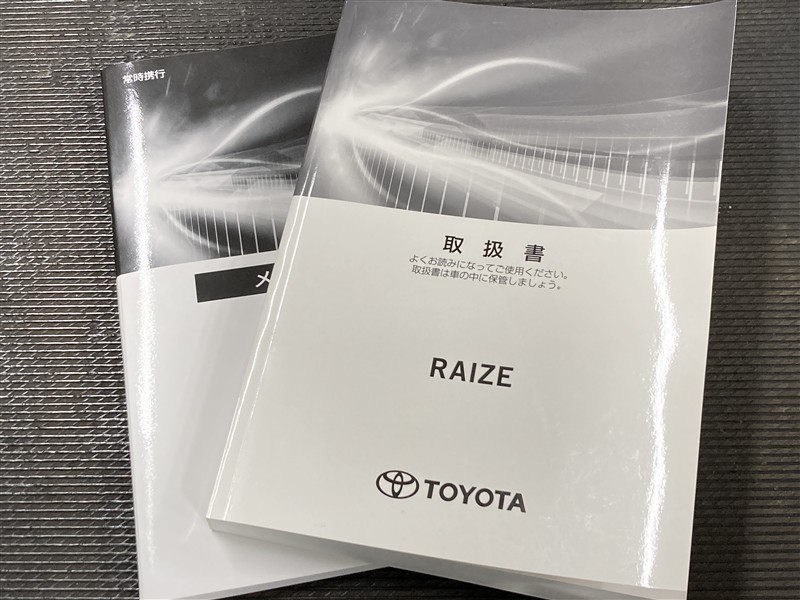 常時携行
メ
取扱書
よくお読みになってご使用ください。
取扱書は車の中に保管しましょう。
RAIZE
TOYOTA